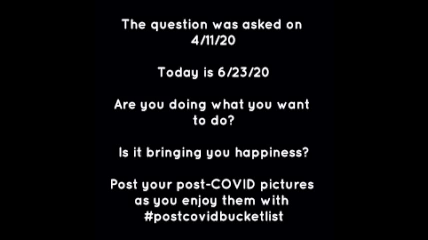 The question was asked on
4/11/20
Today is 6/23/20
Are you doing what you want
to do?
Is it bringing you happiness?
Post your post-COVID pictures
as you enjoy them with
#postcovidbucketlist